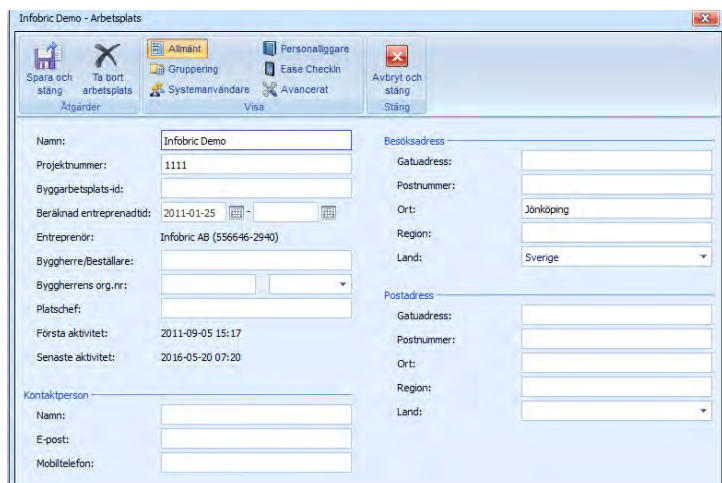 Infobric Demo - Arbetsplats
Spara och stäng
Ta bort arbetsplats
Åtgärder
Allmänt
Gruppering
Systemanvändare
Personalliggare
Ease CheckIn
Avancerat
Visa
Avbryt och stäng
Stäng
Namn: Infobric Demo
Projektnummer: 1111
Byggarbetsplats-id:
Beräknad entreprenadtid: 2011-01-25 -
Entreprenör: Infobric AB (556646-2940)
Byggherre/Beställare:
Byggherrens org.nr:
Platschef:
Första aktivitet: 2011-09-05 15:17
Senaste aktivitet: 2016-05-20 07:20
Kontaktperson
Namn:
E-post:
Mobiltelefon:
Besöksadress
Gatuadress:
Postnummer:
Ort: Jönköping
Region:
Land: Sverige
Postadress
Gatuadress:
Postnummer:
Ort:
Region:
Land: